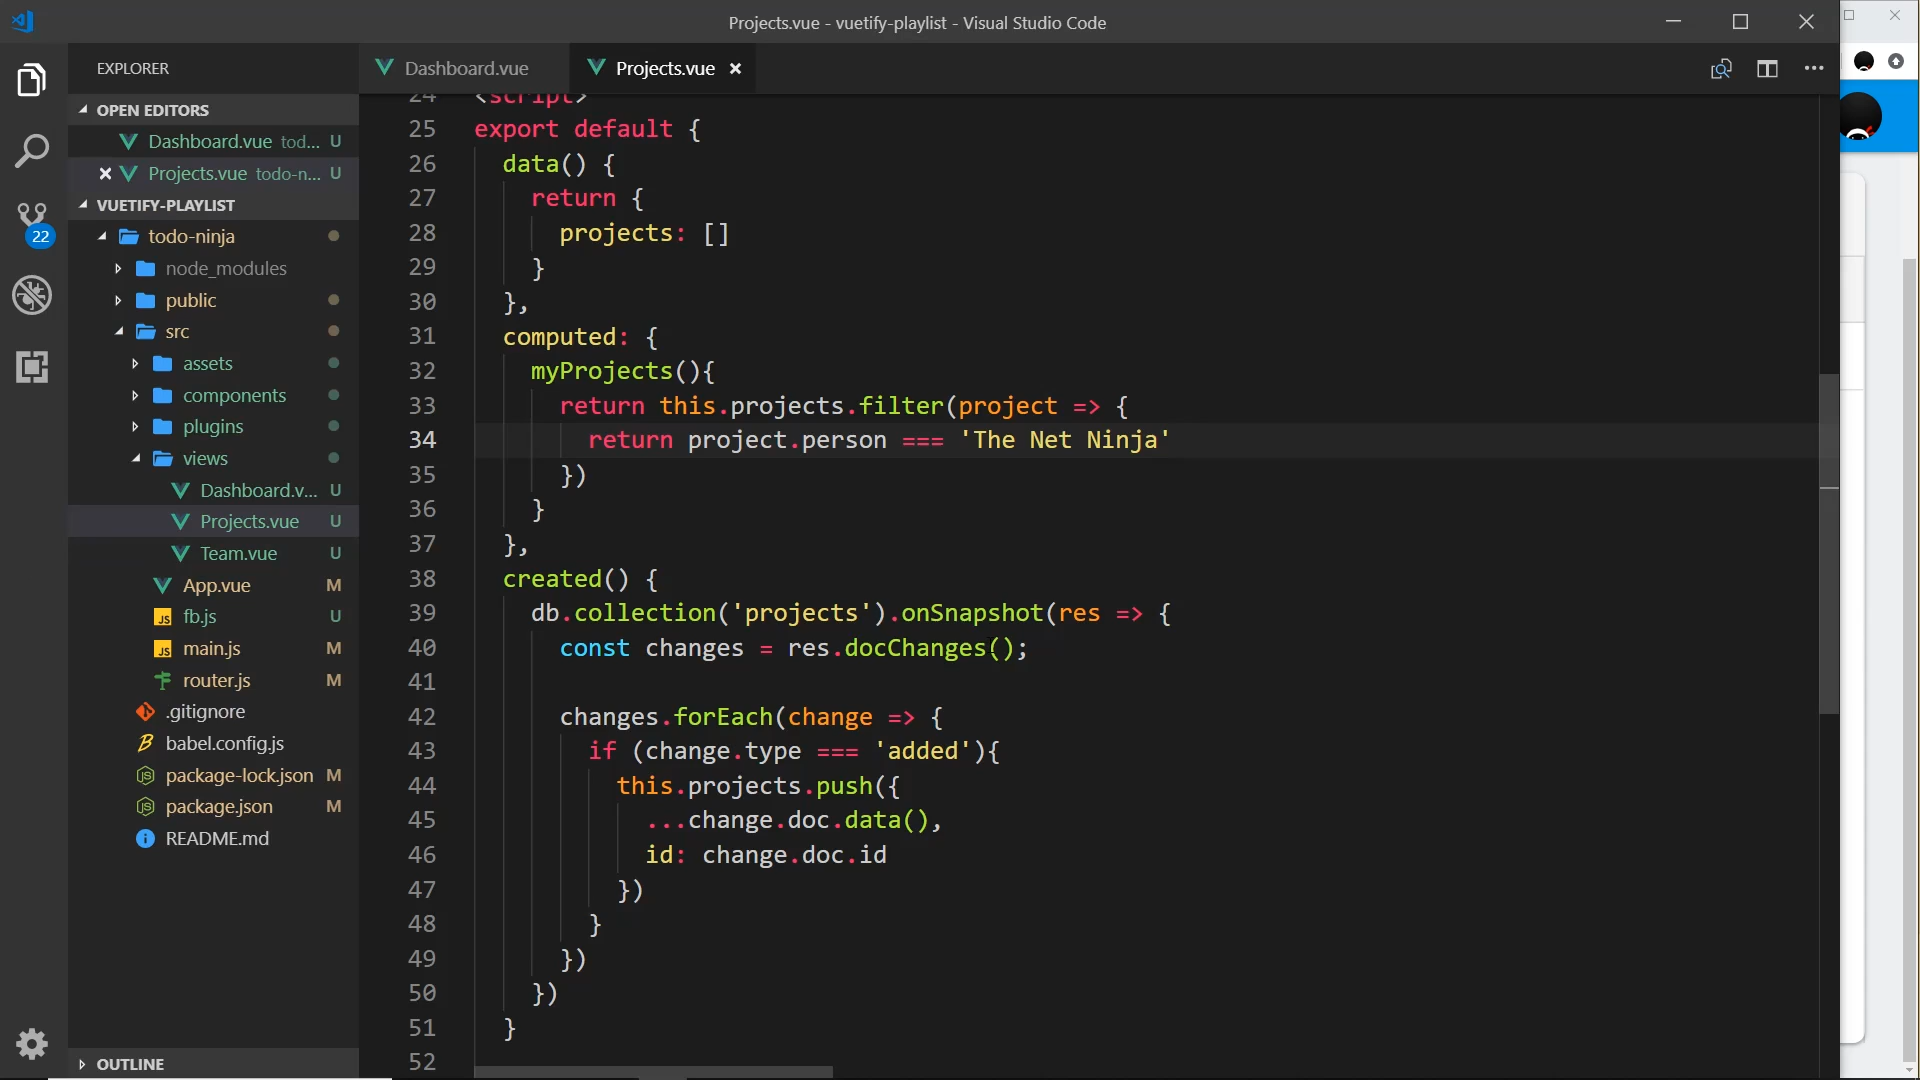 Projects.vue - vuetify-playlist - Visual Studio Code
EXPLORER
OPEN EDITORS
Dashboard.vue tod... U
Projects.vue todo-n... U
VUETIFY-PLAYLIST
todo-ninja
node_modules
public
src
assets
components
plugins
views
Dashboard.v... U
Projects.vue U
Team.vue U
App.vue M
JS fb.js U
JS main.js M
router.js M
.gitignore
babel.config.js
package-lock.json M
package.json M
README.md
OUTLINE
22
Dashboard.vue
Projects.vue
24 <script>
25 export default {
26 data() {
27 return {
28 projects: []
29 }
30 },
31 computed: {
32 myProjects(){
33 return this.projects.filter(project => {
34 return project.person === 'The Net Ninja'
35 })
36 }
37 },
38 created() {
39 db.collection('projects').onSnapshot(res => {
40 const changes = res.docChanges();
41
42 changes.forEach(change => {
43 if (change.type === 'added'){
44 this.projects.push({
45 ...change.doc.data(),
46 id: change.doc.id
47 })
48 }
49 })
50 })
51 }
52